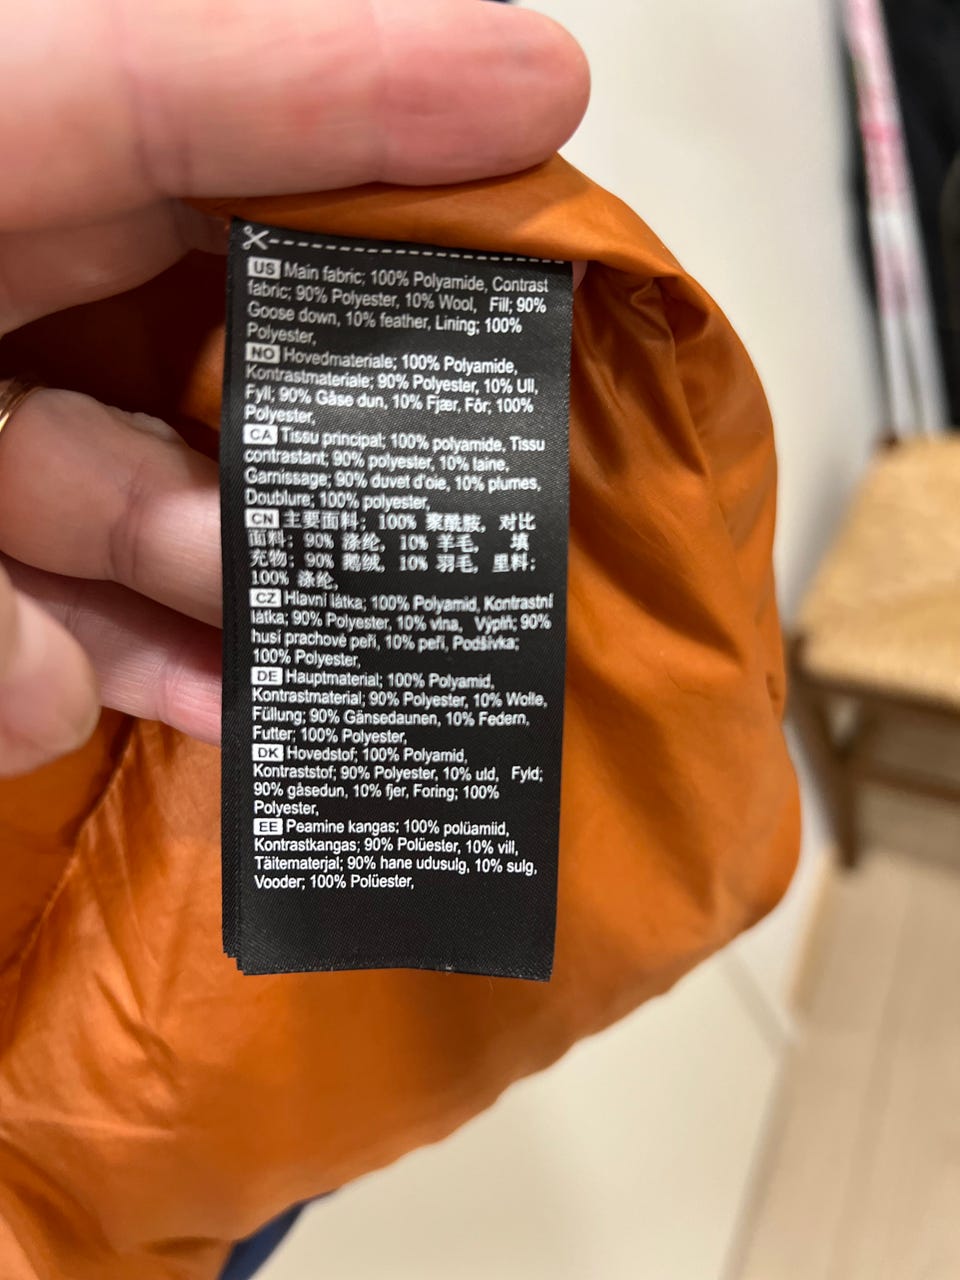 US Main fabric; 100% Polyamide, Contrast
fabric; 90% Polyester, 10% Wool, Fill; 90%
Goose down, 10% feather, Lining; 100%
Polyester,
NO Hovedmateriale; 100% Polyamide,
Kontrastmateriale; 90% Polyester, 10% Ull,
Fyll; 90% Gåse dun, 10% Fjær, Fôr; 100%
Polyester,
CA Tissu principal; 100% polyamide, Tissu
contrastant; 90% polyester, 10% laine,
Garnissage; 90% duvet d'oie, 10% plumes,
Doublure; 100% polyester,
CN 主要面料; 100% 聚酰胺, 对比
面料; 90% 涤纶, 10% 羊毛, 填
充物; 90% 鹅绒, 10% 羽毛, 里料;
100% 涤纶,
CZ Hlavní látka; 100% Polyamid, Kontrastní
látka; 90% Polyester, 10% vlna, Výplň; 90%
husí prachové peří, 10% peří, Podšívka;
100% Polyester,
DE Hauptmaterial; 100% Polyamid,
Kontrastmaterial; 90% Polyester, 10% Wolle,
Füllung; 90% Gänsedaunen, 10% Federn,
Futter; 100% Polyester,
DK Hovedstof; 100% Polyamid,
Kontraststof; 90% Polyester, 10% uld, Fyld;
90% gåsedun, 10% fjer, Foring; 100%
Polyester,
EE Peamine kangas; 100% polüamiid,
Kontrastkangas; 90% Polüester, 10% vill,
Täitematerjal; 90% hane udusulg, 10% sulg,
Vooder; 100% Polüester,